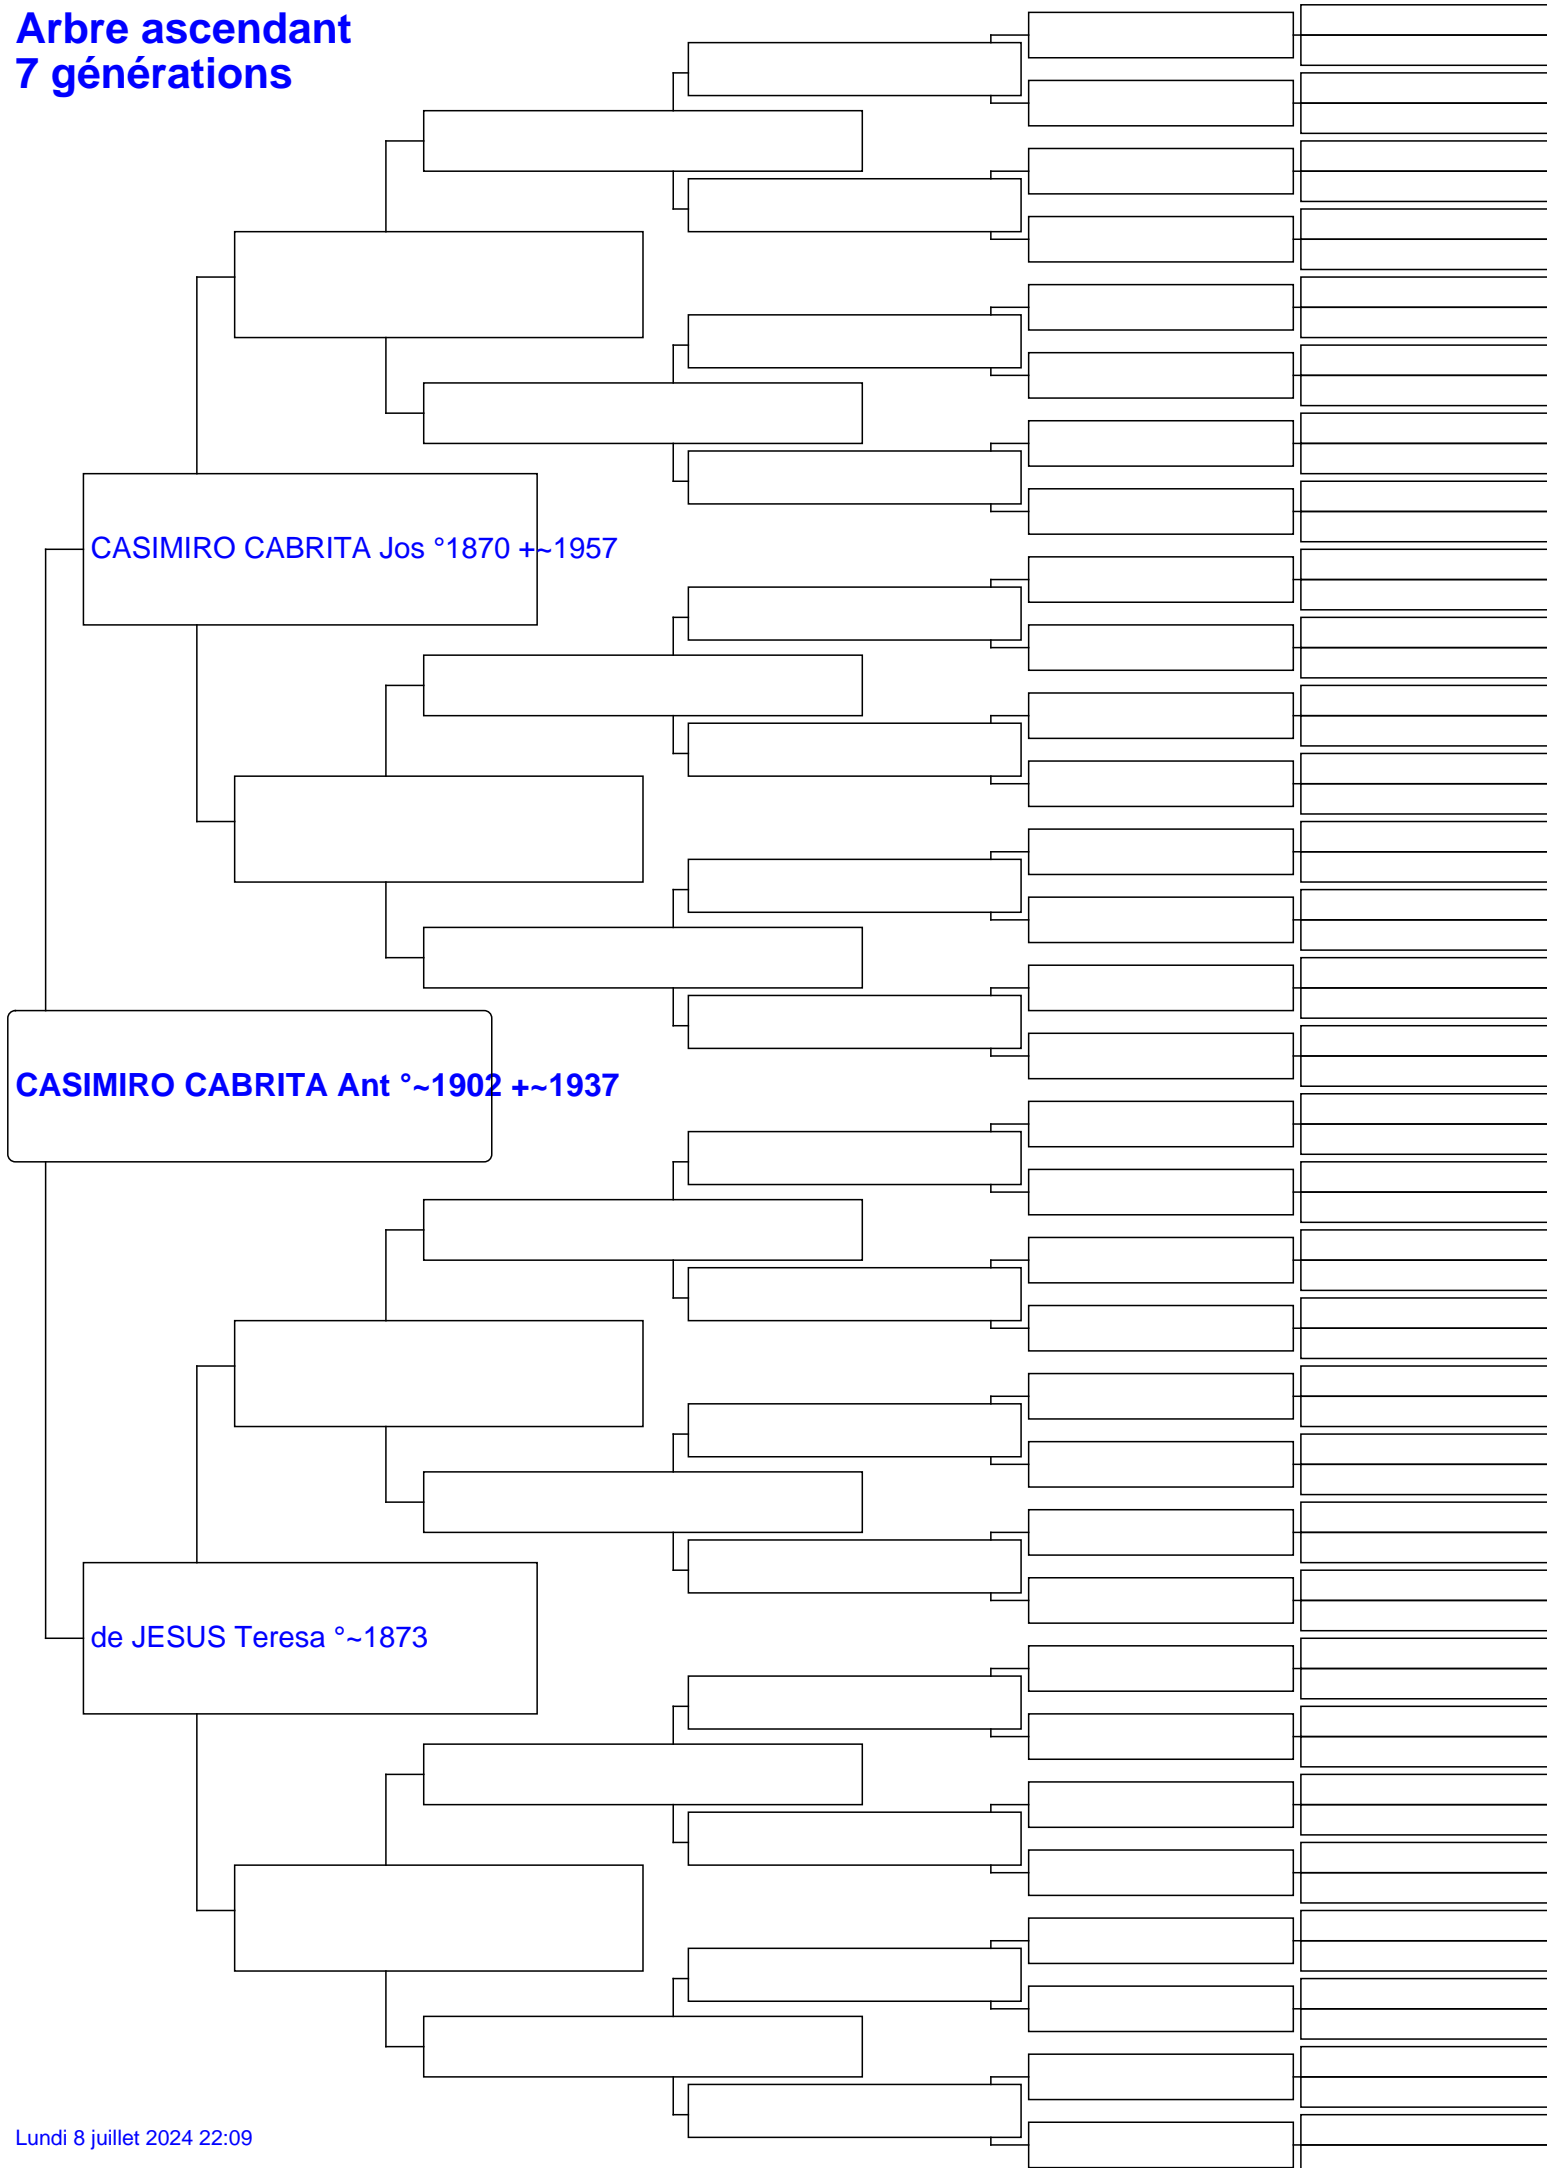 Arbre ascendant
7 générations
CASIMIRO CABRITA Jos °1870 +~1957
CASIMIRO CABRITA Ant °~1902 +~1937
de JESUS Teresa °~1873
Lundi 8 juillet 2024 22:09